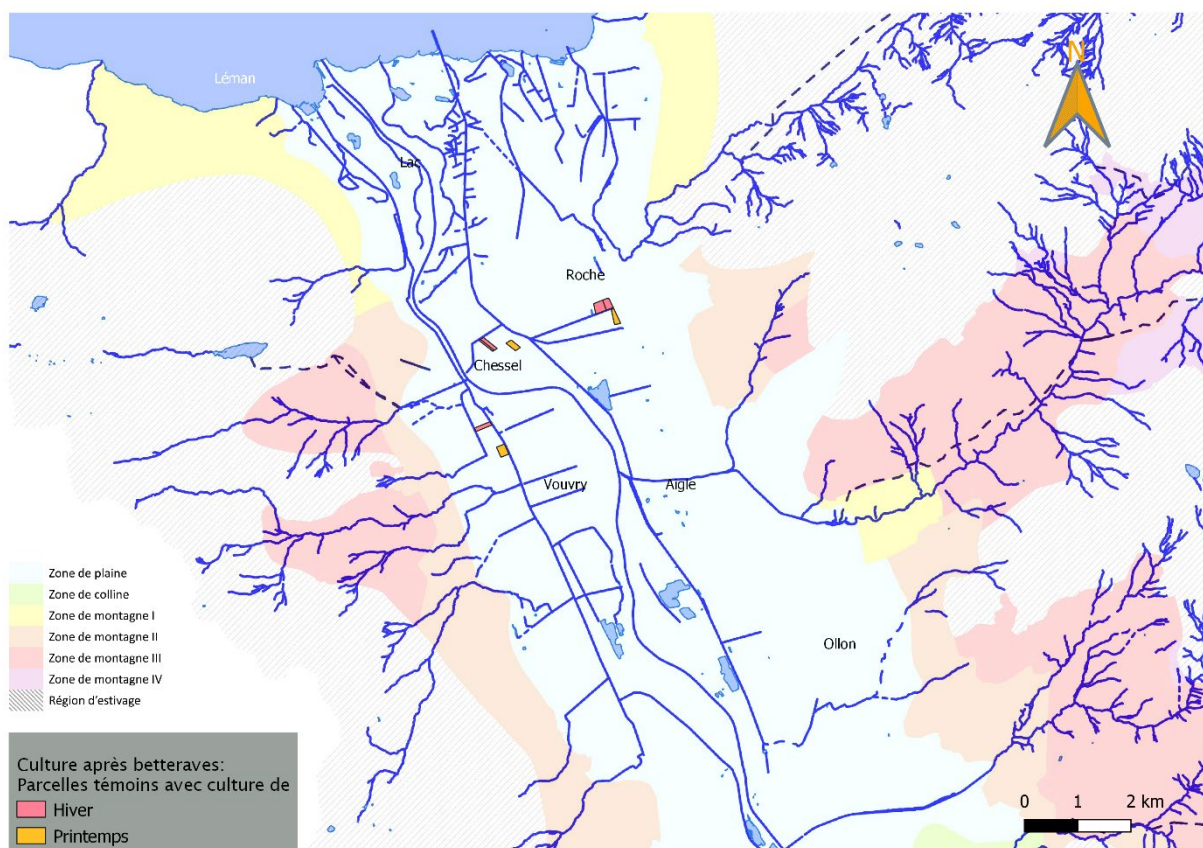 N
Léman
Lac
Roche
Chessel
Vouvry
Aigle
Ollon
Zone de plaine
Zone de colline
Zone de montagne I
Zone de montagne II
Zone de montagne III
Zone de montagne IV
Région d'estivage
Culture après betteraves:
Parcelles témoins avec culture de
Hiver
Printemps
0 1 2 km